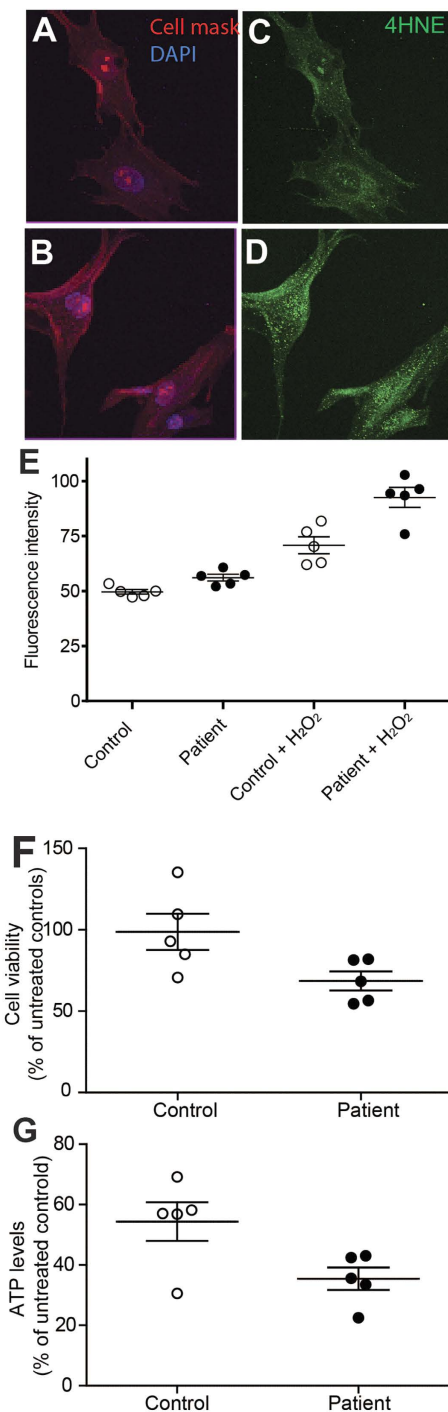 A
Cell mask
DAPI
C
4HNE
B
D
E
Fluorescence intensity
100
75
50
25
0
Control
Patient
Control + H₂O₂
Patient + H₂O₂
F
Cell viability
(% of untreated controls)
150
100
50
0
Control
Patient
G
ATP levels
(% of untreated controld)
80
60
40
20
0
Control
Patient